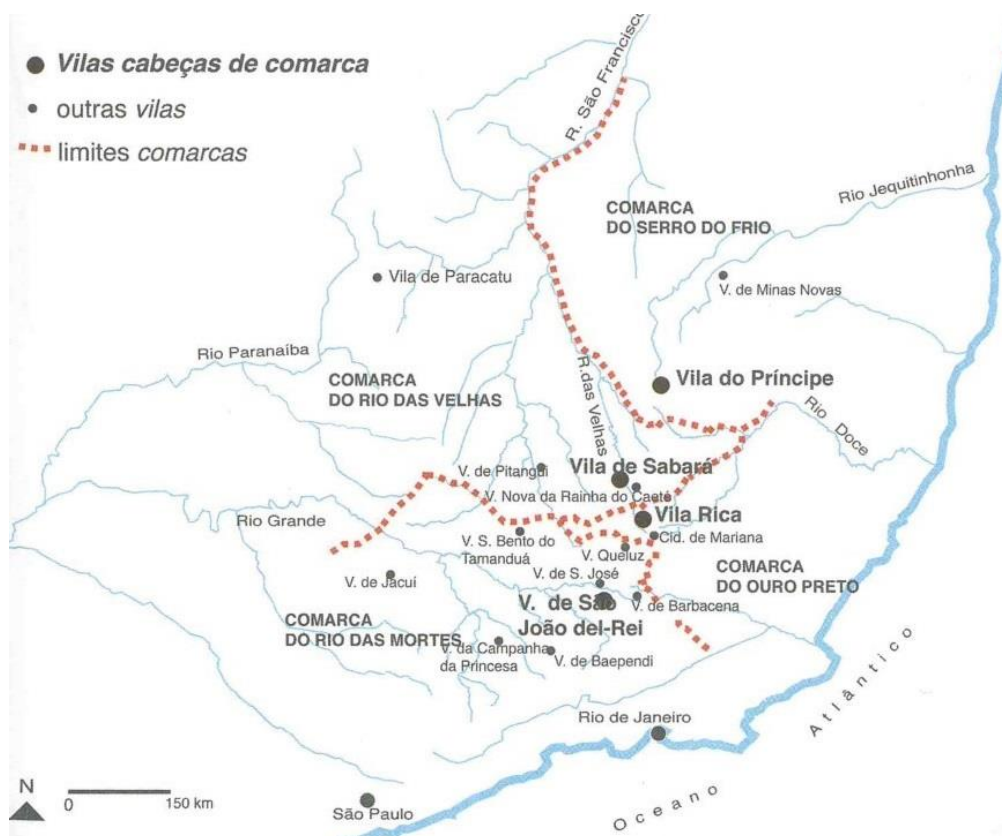 Vilas cabeças de comarca
outras vilas
limites comarcas
R. São Francisco
Rio Jequitinhonha
COMARCA
DO SERRO DO FRIO
Vila de Paracatu
V. de Minas Novas
Rio Paranaíba
COMARCA
DO RIO DAS VELHAS
R.das Velhas
Vila do Príncipe
Rio Doce
V. de Pitangui
Vila de Sabará
V. Nova da Rainha do Caeté
Vila Rica
Rio Grande
V. S. Bento do
Tamanduá
Cid. de Mariana
V. Queluz
V. de Jacuí
V. de S. José
COMARCA
DO OURO PRETO
V. de São
João del-Rei
V. de Barbacena
COMARCA
DO RIO DAS MORTES
V. da Campanha
da Princesa
V. de Baependi
Rio de Janeiro
Oceano Atlântico
N
0 150 km
São Paulo